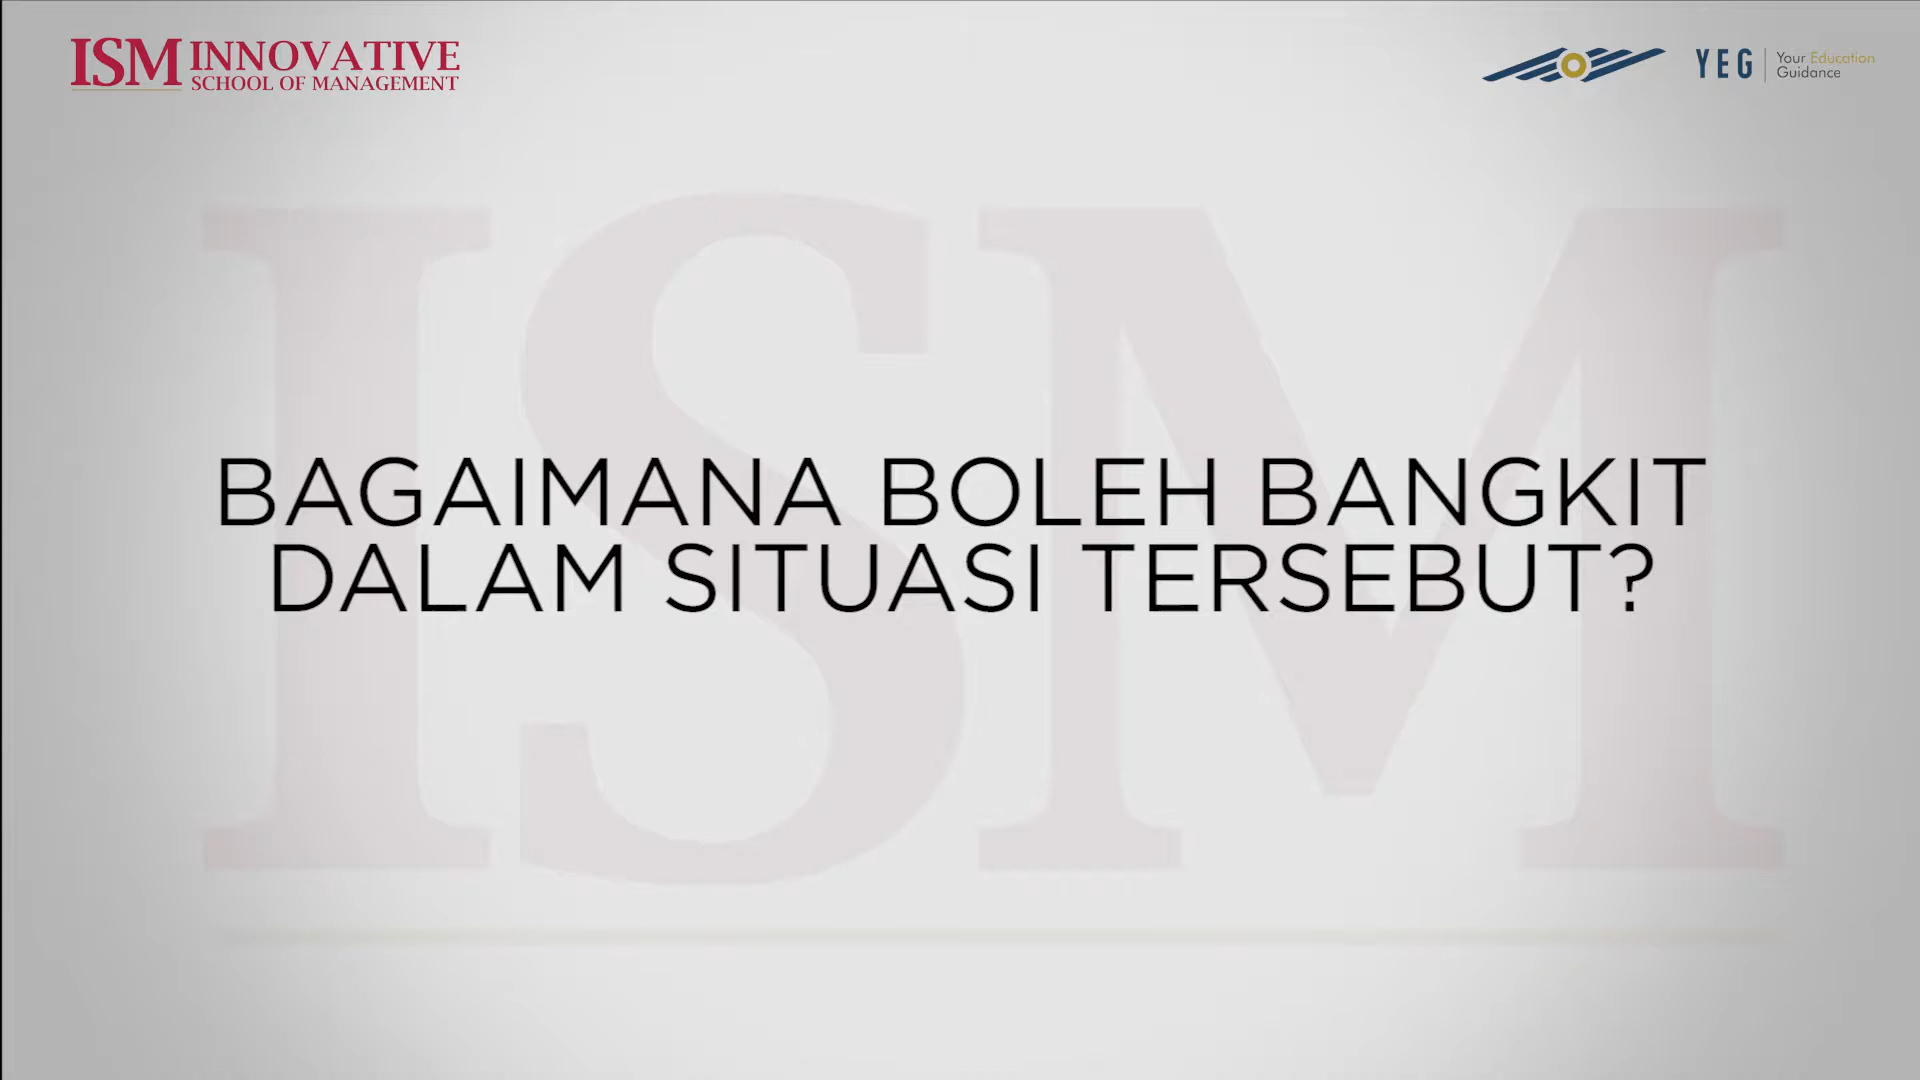 ISM INNOVATIVE
SCHOOL OF MANAGEMENT
YEG
Your Education
Guidance
ISM
BAGAIMANA BOLEH BANGKIT
DALAM SITUASI TERSEBUT?